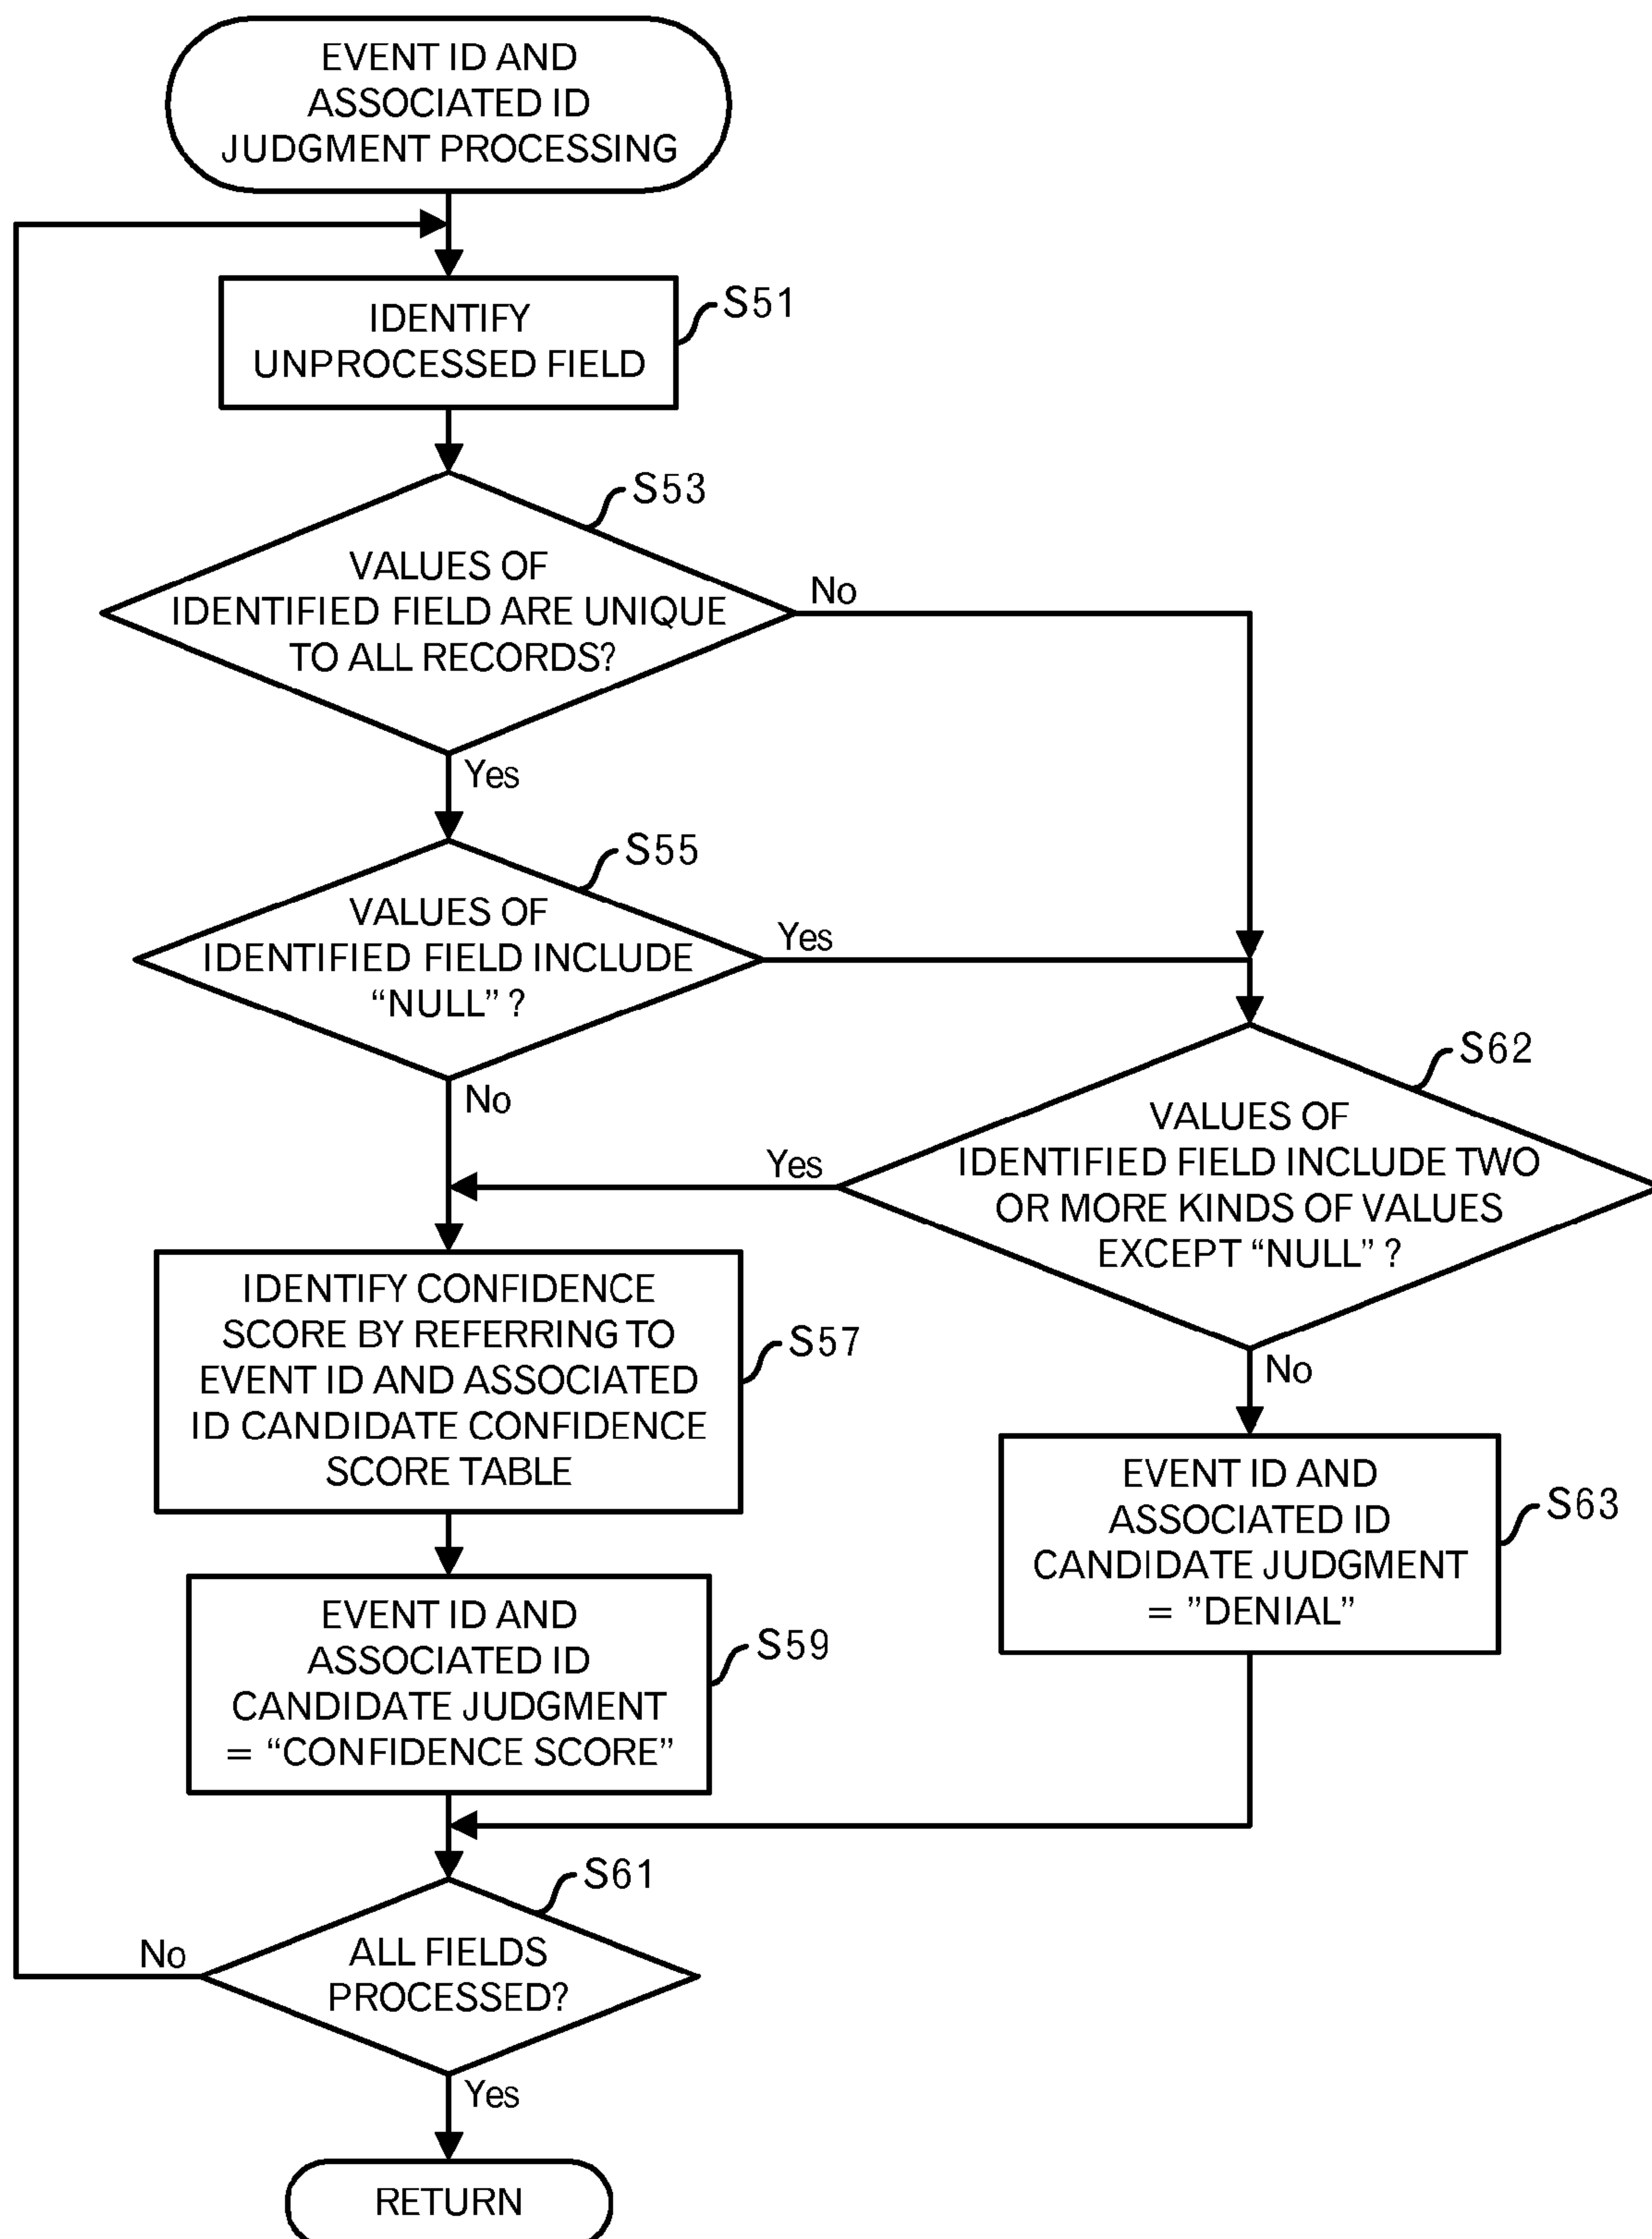 EVENT ID AND
ASSOCIATED ID
JUDGMENT PROCESSING
IDENTIFY
UNPROCESSED FIELD
S51
S53
VALUES OF
IDENTIFIED FIELD ARE UNIQUE
TO ALL RECORDS?
No
Yes
S55
VALUES OF
IDENTIFIED FIELD INCLUDE
“NULL” ?
Yes
No
S62
VALUES OF
IDENTIFIED FIELD INCLUDE TWO
OR MORE KINDS OF VALUES
EXCEPT “NULL” ?
Yes
No
IDENTIFY CONFIDENCE
SCORE BY REFERRING TO
EVENT ID AND ASSOCIATED
ID CANDIDATE CONFIDENCE
SCORE TABLE
S57
EVENT ID AND
ASSOCIATED ID
CANDIDATE JUDGMENT
= ”DENIAL”
S63
EVENT ID AND
ASSOCIATED ID
CANDIDATE JUDGMENT
= “CONFIDENCE SCORE”
S59
S61
ALL FIELDS
PROCESSED?
No
Yes
RETURN